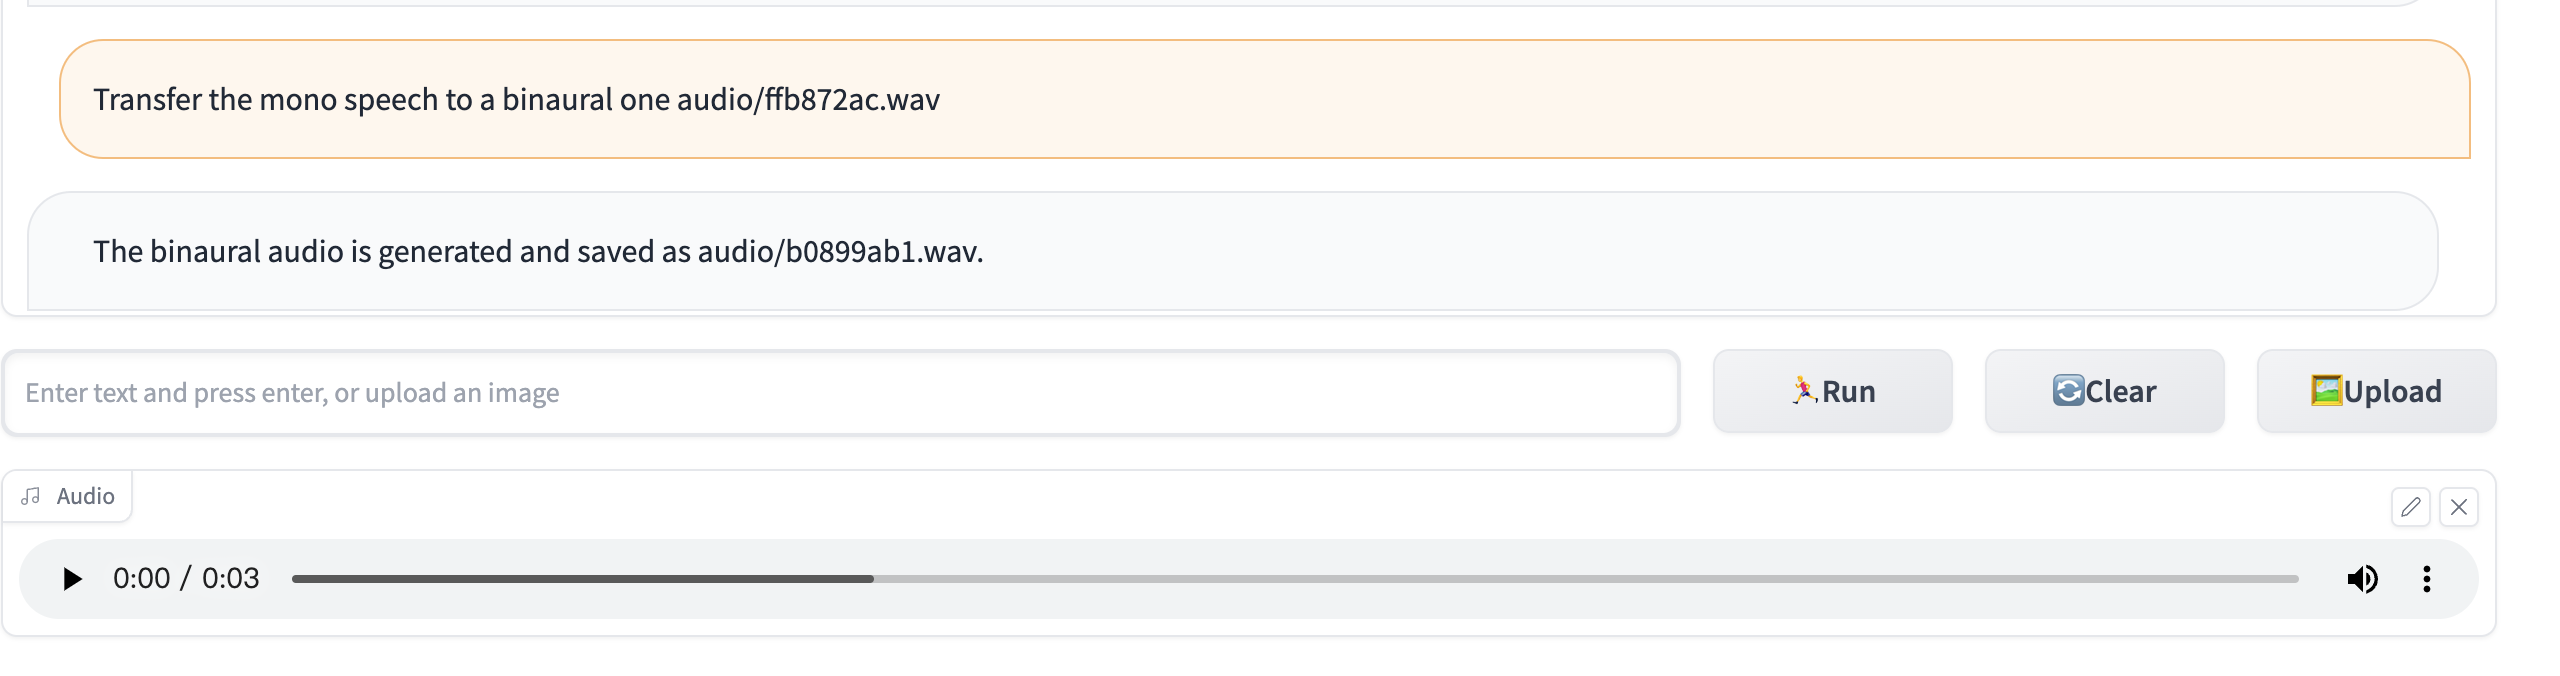 Transfer the mono speech to a binaural one audio/ffb872ac.wav
The binaural audio is generated and saved as audio/b0899ab1.wav.
Enter text and press enter, or upload an image
🏃Run
🔄Clear
🖼️Upload
Audio
0:00 / 0:03